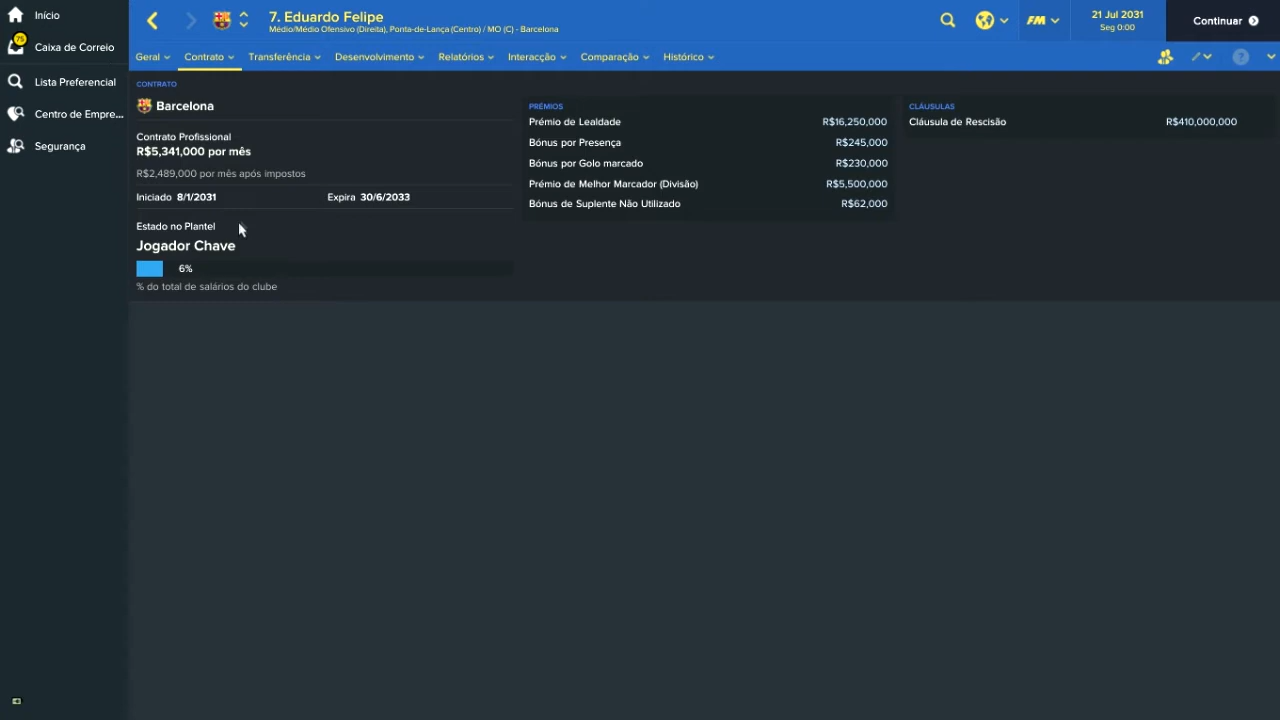 Início
75
Caixa de Correio
Lista Preferencial
Centro de Empre...
Segurança
7. Eduardo Felipe
Médio/Médio Ofensivo (Direita), Ponta-de-Lança (Centro) / MO (C) - Barcelona
FM
21 Jul 2031
Seg 0:00
Continuar
Geral
Contrato
Transferência
Desenvolvimento
Relatórios
Interacção
Comparação
Histórico
?
CONTRATO
Barcelona
Contrato Profissional
R$5,341,000 por mês
R$2,489,000 por mês após impostos
Iniciado 8/1/2031
Expira 30/6/2033
Estado no Plantel
Jogador Chave
6%
% do total de salários do clube
PRÉMIOS
Prémio de Lealdade R$16,250,000
Bónus por Presença R$245,000
Bónus por Golo marcado R$230,000
Prémio de Melhor Marcador (Divisão) R$5,500,000
Bónus de Suplente Não Utilizado R$62,000
CLÁUSULAS
Cláusula de Rescisão R$410,000,000